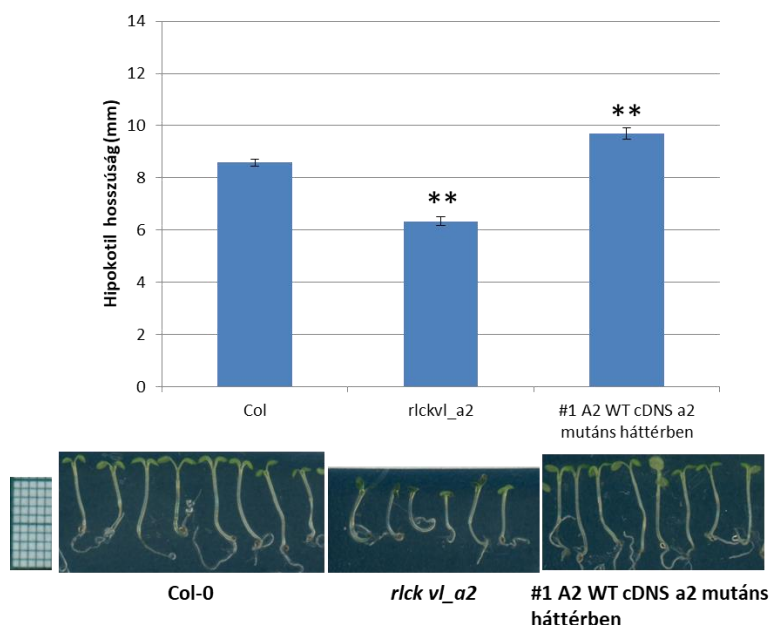 14
12
10
8
6
4
2
0
Hipokotil hosszúság (mm)
**
**
Col
rlckvl_a2
#1 A2 WT cDNS a2
mutáns háttérben
Col-0
rlck vl_a2
#1 A2 WT cDNS a2 mutáns
háttérben